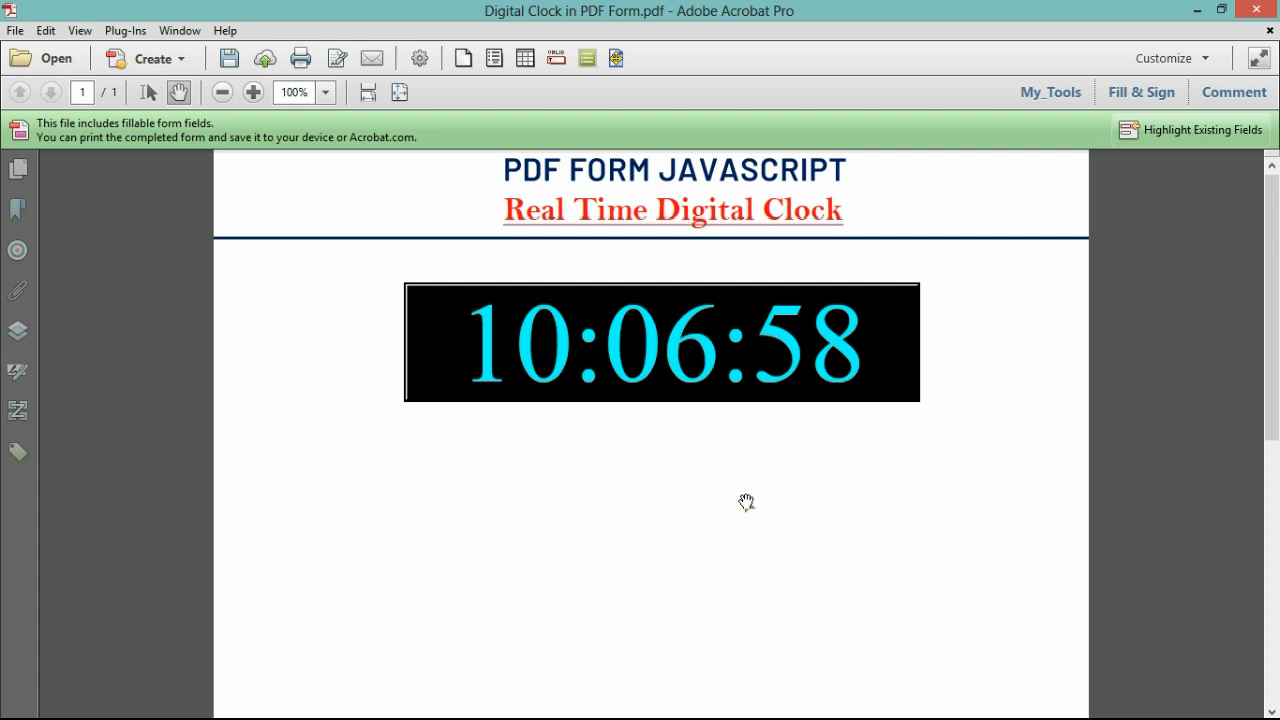 Digital Clock in PDF Form.pdf - Adobe Acrobat Pro
File Edit View Plug-Ins Window Help
Open Create Customize
1 / 1 100% My_Tools Fill & Sign Comment
This file includes fillable form fields.
You can print the completed form and save it to your device or Acrobat.com.
Highlight Existing Fields
PDF FORM JAVASCRIPT
Real Time Digital Clock
10:06:58